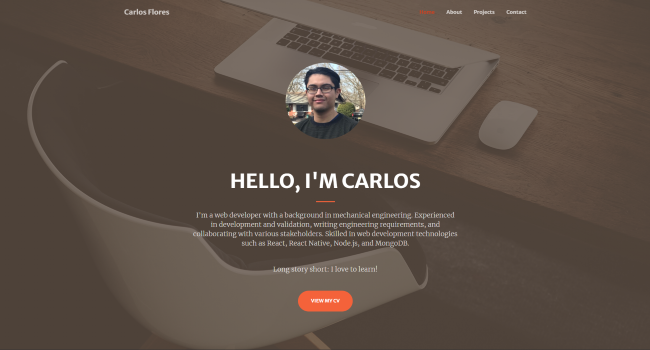 Carlos Flores
Home About Projects Contact
HELLO, I'M CARLOS
I'm a web developer with a background in mechanical engineering. Experienced
in development and validation, writing engineering requirements, and
collaborating with various stakeholders. Skilled in web development technologies
such as React, React Native, Node.js, and MongoDB.
Long story short: I love to learn!
VIEW MY CV